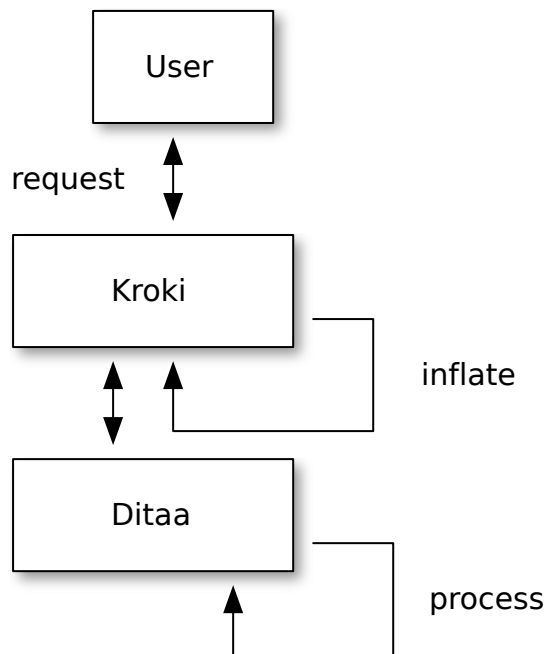 User
request
Kroki
inflate
Ditaa
process